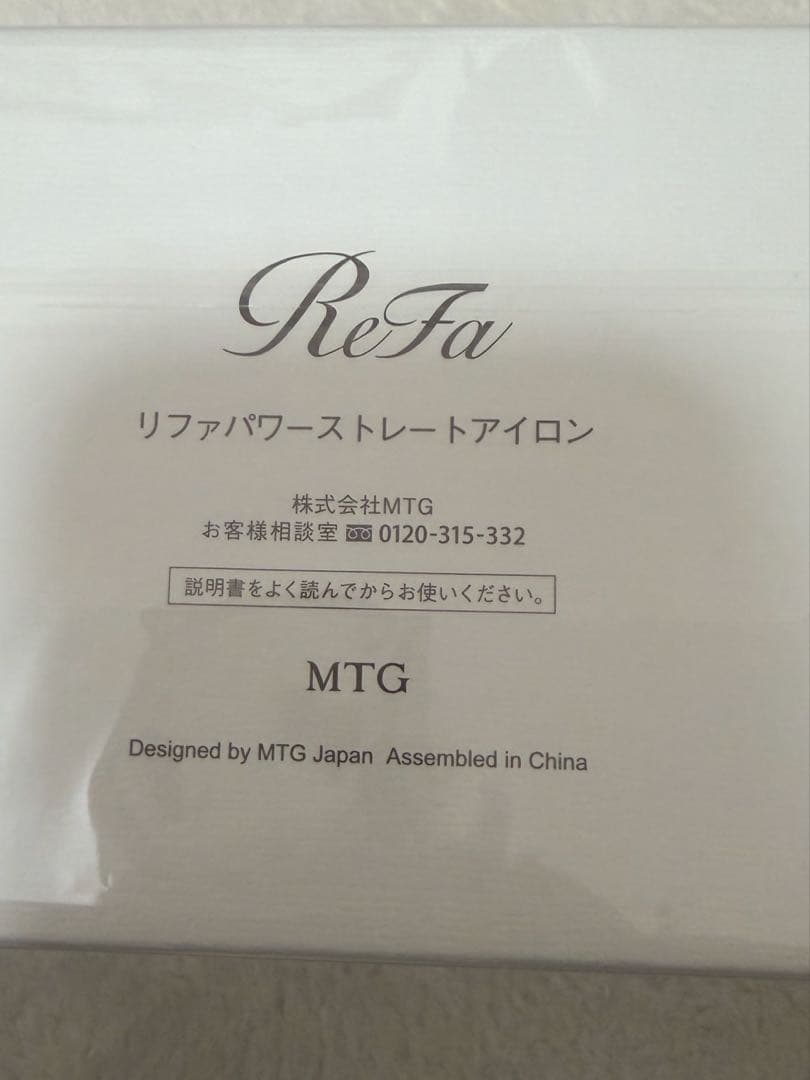 ReFa
リファパワーストレートアイロン
株式会社MTG
お客様相談室 0120-315-332
説明書をよく読んでからお使いください。
MTG
Designed by MTG Japan Assembled in China